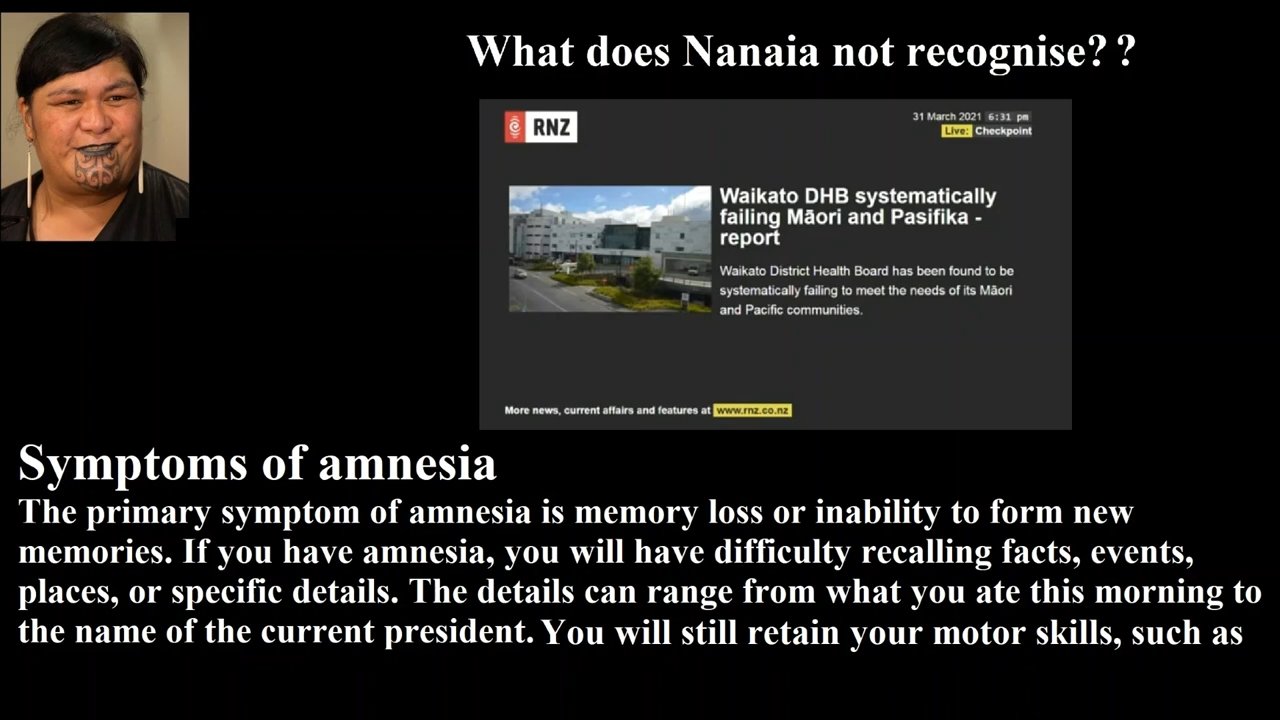 What does Nanaia not recognise? ?
RNZ
31 March 2021 6:31 pm
Live: Checkpoint
Waikato DHB systematically
failing Māori and Pasifika -
report
Waikato District Health Board has been found to be
systematically failing to meet the needs of its Māori
and Pacific communities.
More news, current affairs and features at www.rnz.co.nz
Symptoms of amnesia
The primary symptom of amnesia is memory loss or inability to form new
memories. If you have amnesia, you will have difficulty recalling facts, events,
places, or specific details. The details can range from what you ate this morning to
the name of the current president. You will still retain your motor skills, such as